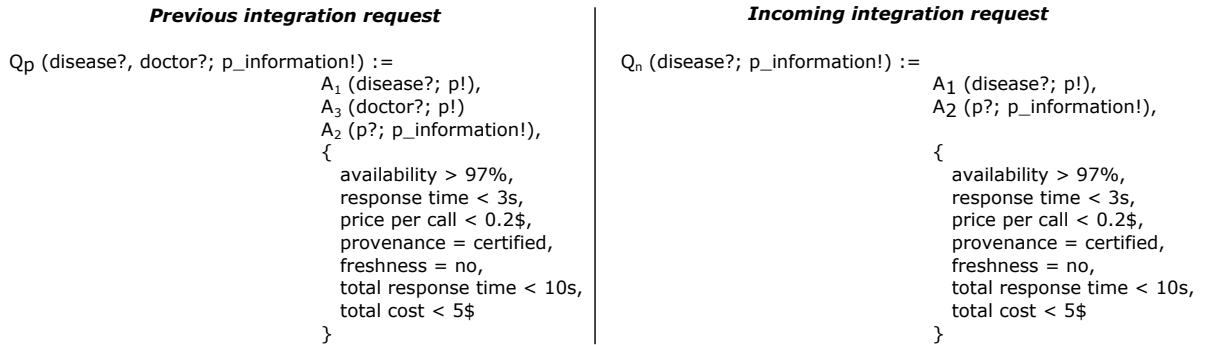 Previous integration request
Qp (disease?, doctor?; p_information!) :=
A₁ (disease?; p!),
A₃ (doctor?; p!)
A₂ (p?; p_information!),
{
availability > 97%,
response time < 3s,
price per call < 0.2$,
provenance = certified,
freshness = no,
total response time < 10s,
total cost < 5$
}
Incoming integration request
Qₙ (disease?; p_information!) :=
A1 (disease?; p!),
A2 (p?; p_information!),
{
availability > 97%,
response time < 3s,
price per call < 0.2$,
provenance = certified,
freshness = no,
total response time < 10s,
total cost < 5$
}